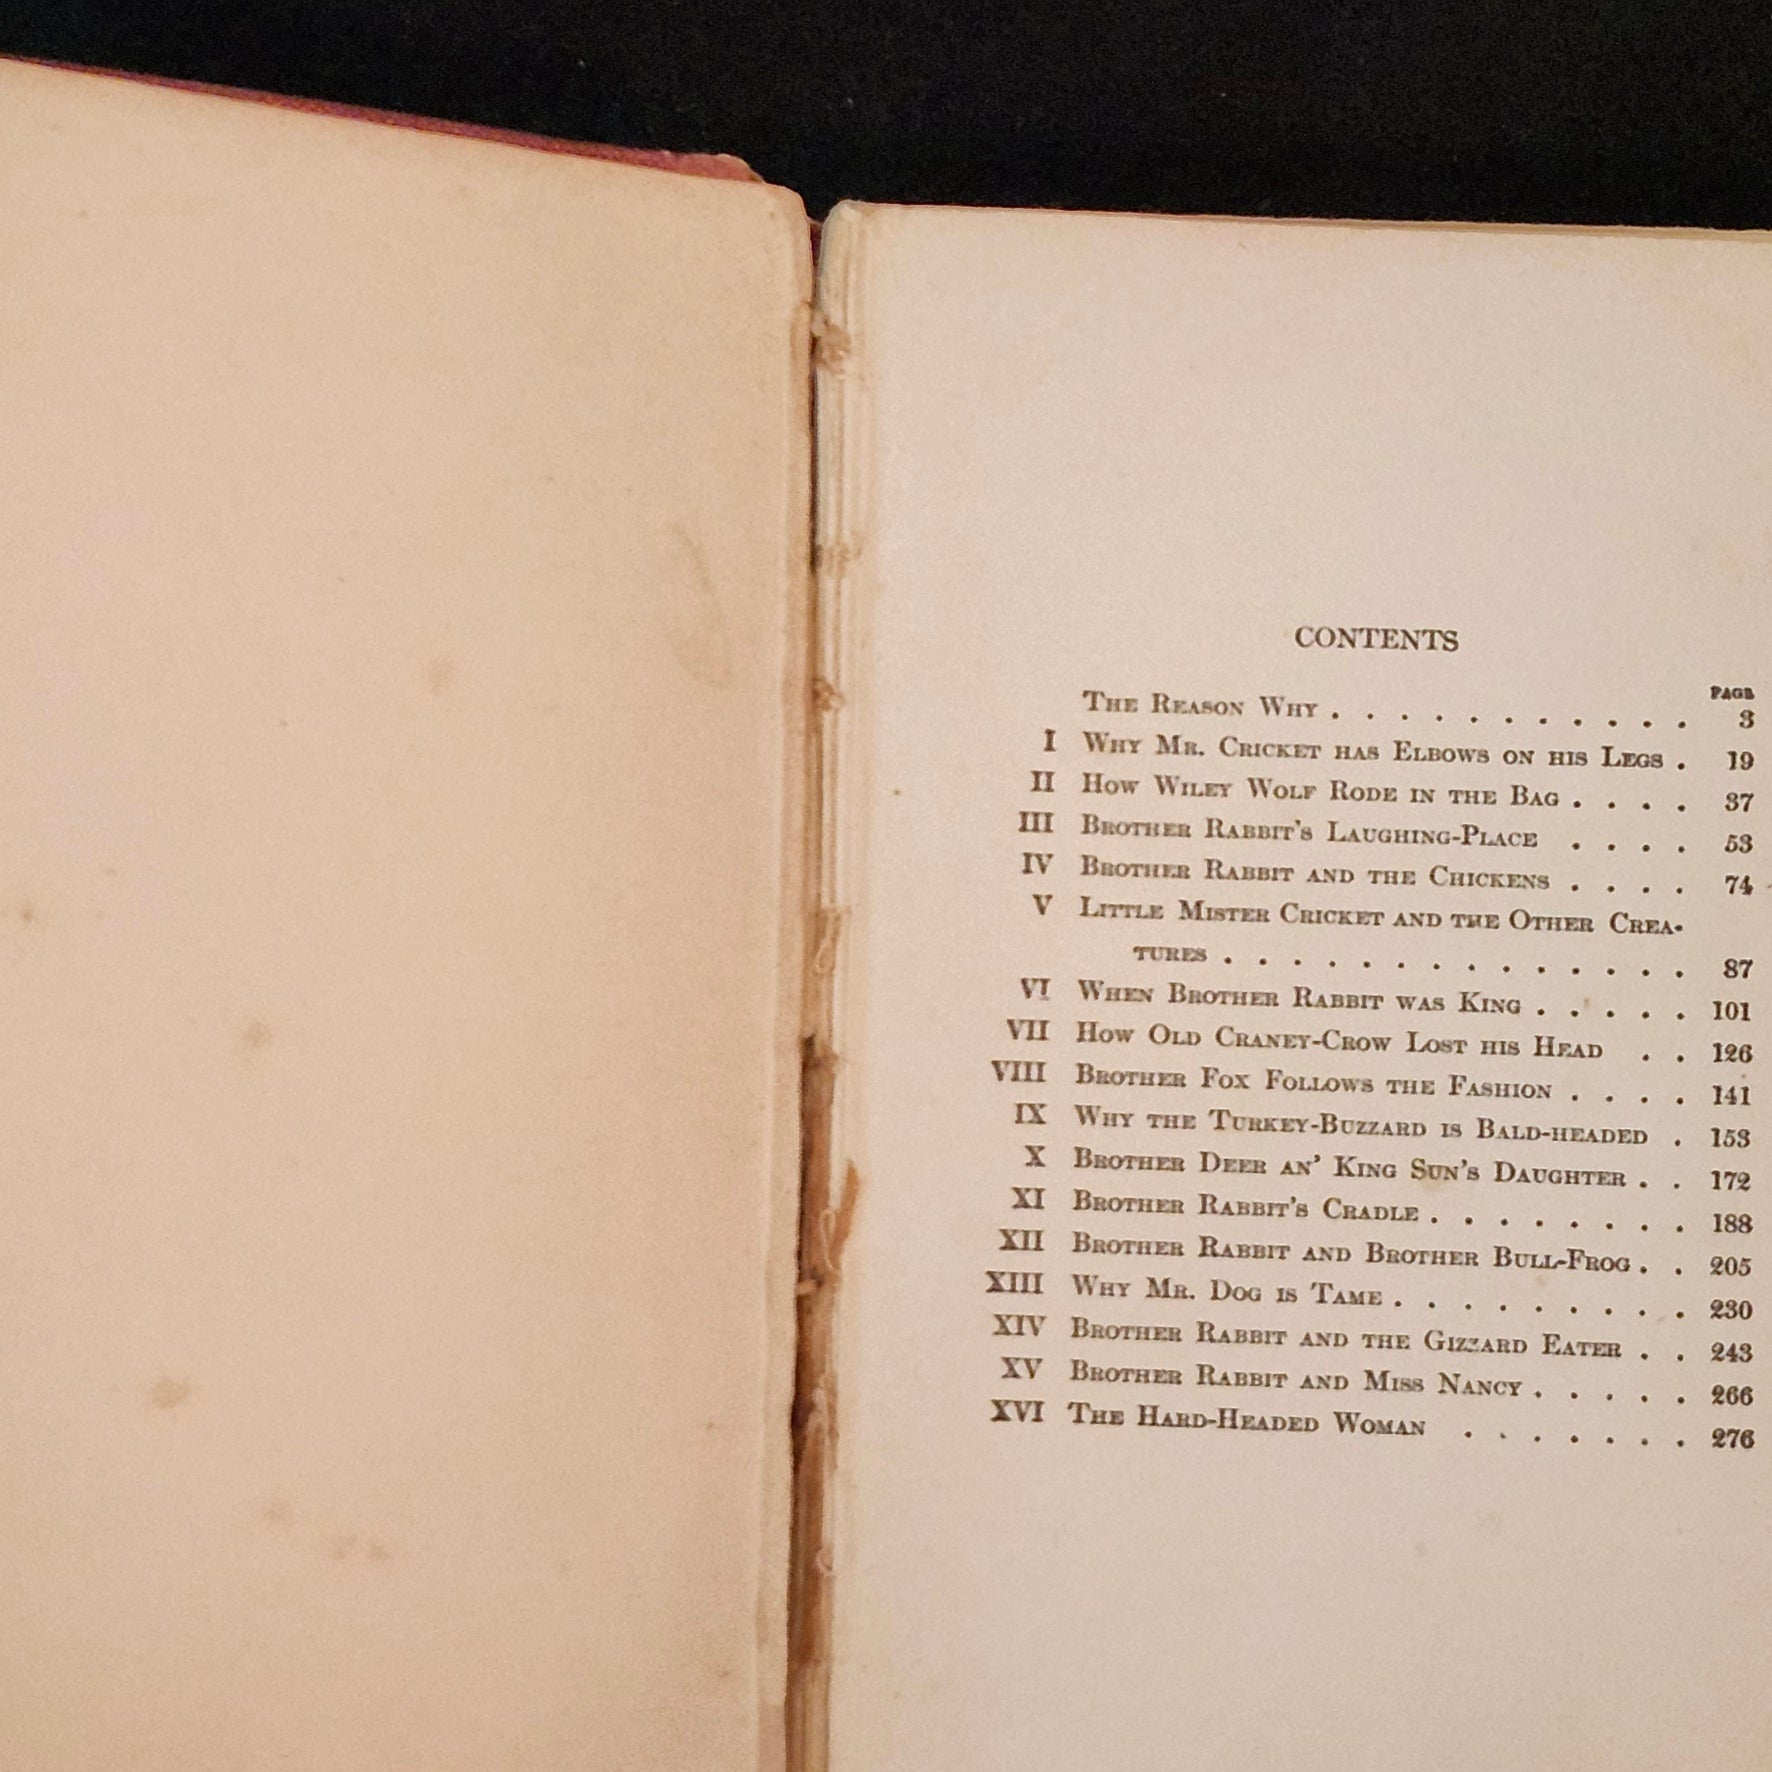 CONTENTS
PAGE
The Reason Why . . . . . . . . . . . 3
I Why Mr. Cricket has Elbows on his Legs . 19
II How Wiley Wolf Rode in the Bag . . . . 37
III Brother Rabbit's Laughing-Place . . . . 53
IV Brother Rabbit and the Chickens . . . . 74
V Little Mister Cricket and the Other Crea-
tures . . . . . . . . . . . . . . 87
VI When Brother Rabbit was King . . . . . 101
VII How Old Craney-Crow Lost his Head . . 126
VIII Brother Fox Follows the Fashion . . . . 141
IX Why the Turkey-Buzzard is Bald-headed . 153
X Brother Deer an' King Sun's Daughter . . 172
XI Brother Rabbit's Cradle . . . . . . . . 188
XII Brother Rabbit and Brother Bull-Frog . . 205
XIII Why Mr. Dog is Tame . . . . . . . . . 230
XIV Brother Rabbit and the Gizzard Eater . . 243
XV Brother Rabbit and Miss Nancy . . . . . 266
XVI The Hard-Headed Woman . . . . . . . 276